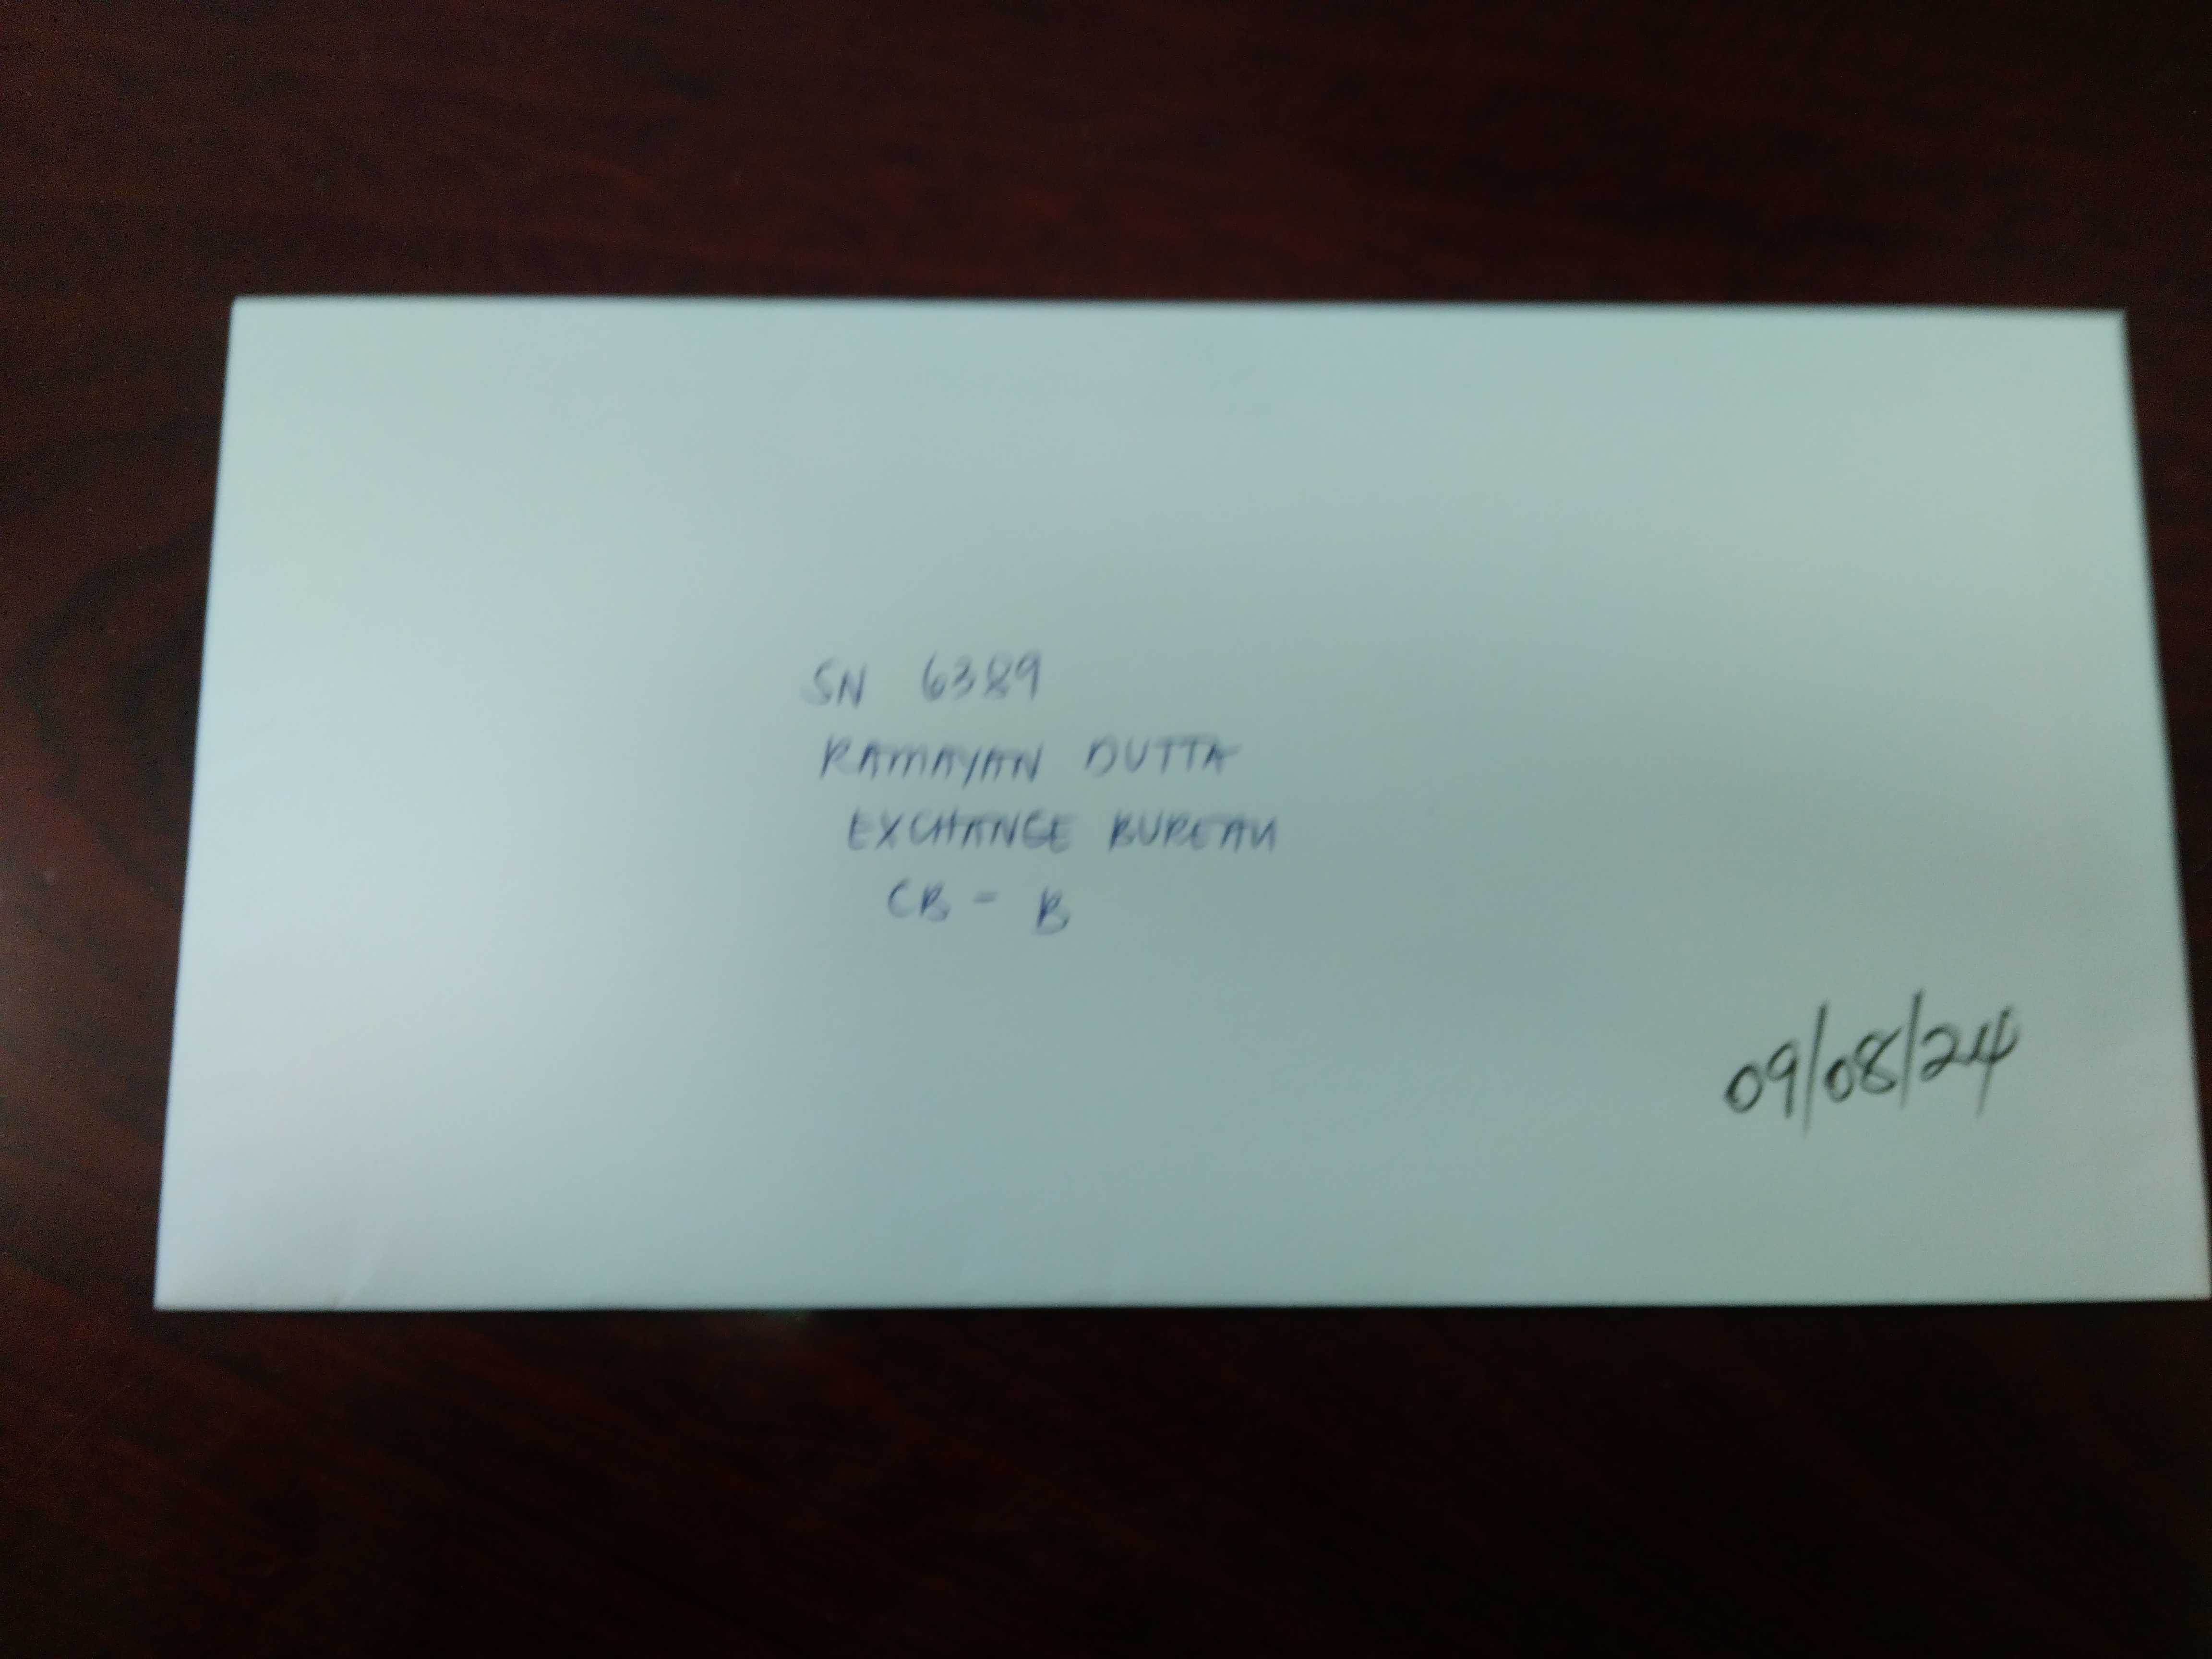 SN 6389
RAMAYAN DUTTA
EXCHANGE BUREAU
CB - B
09/08/24